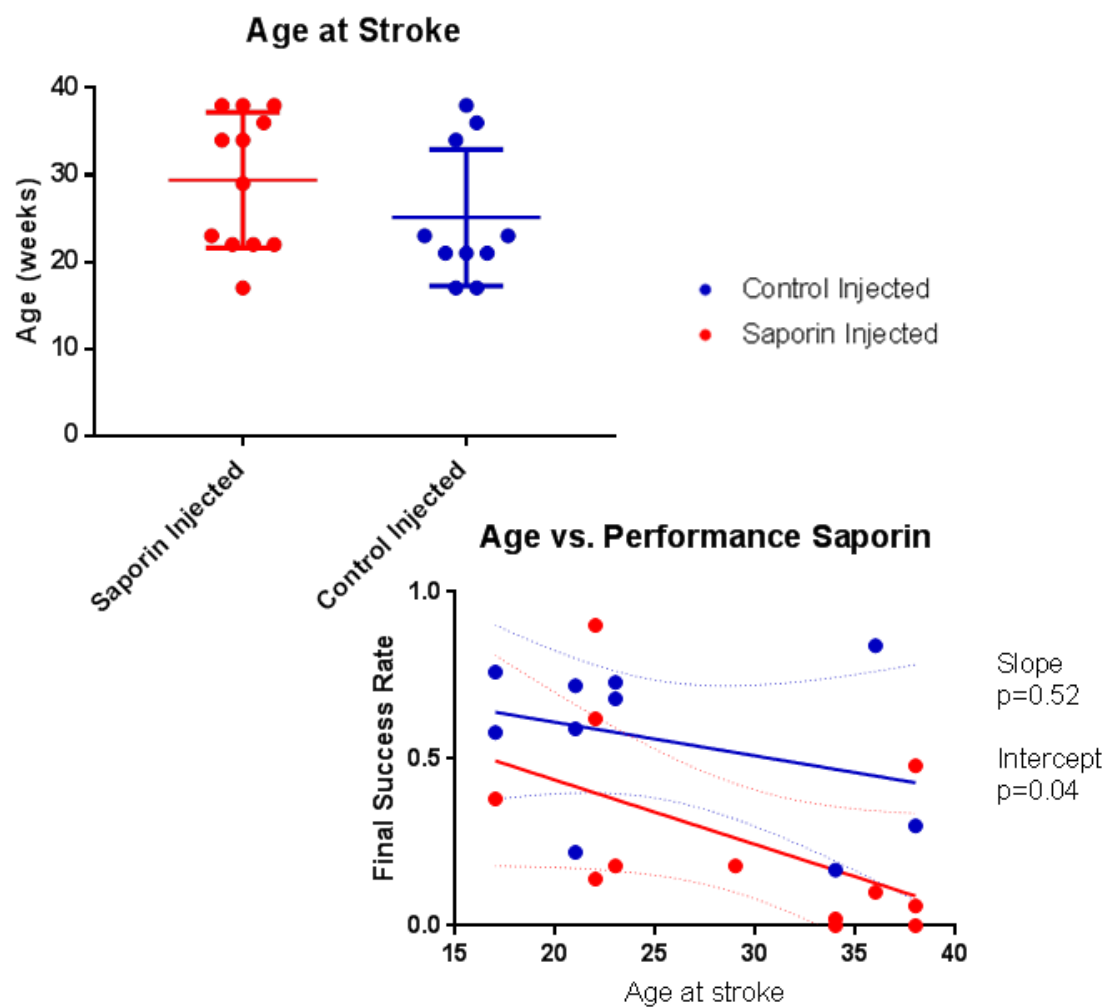 Age at Stroke
Age (weeks)
40
30
20
10
0
Saporin Injected
Control Injected
Control Injected
Saporin Injected
Age vs. Performance Saporin
Final Success Rate
1.0
0.5
0.0
15 20 25 30 35 40
Age at stroke
Slope
p=0.52
Intercept
p=0.04